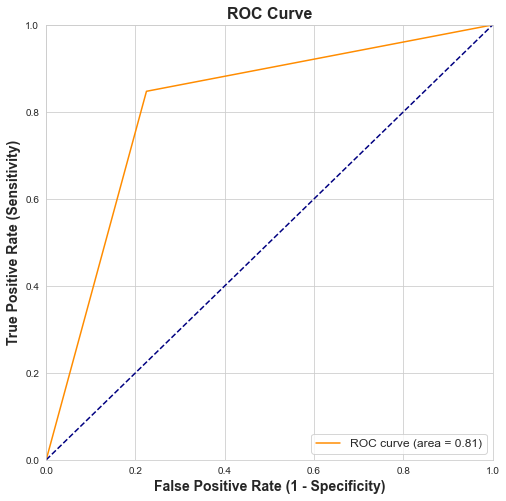 ROC Curve
1.0
0.8
0.6
0.4
0.2
0.0
True Positive Rate (Sensitivity)
ROC curve (area = 0.81)
0.0 0.2 0.4 0.6 0.8 1.0
False Positive Rate (1 - Specificity)